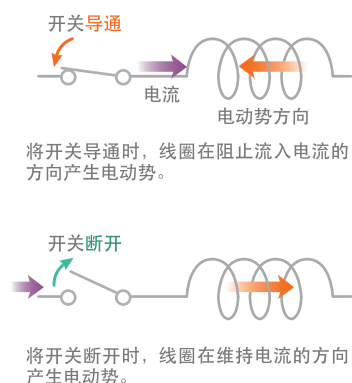 开关导通
电流
电动势方向
将开关导通时，线圈在阻止流入电流的
方向产生电动势。
开关断开
将开关断开时，线圈在维持电流的方向
产生电动势。